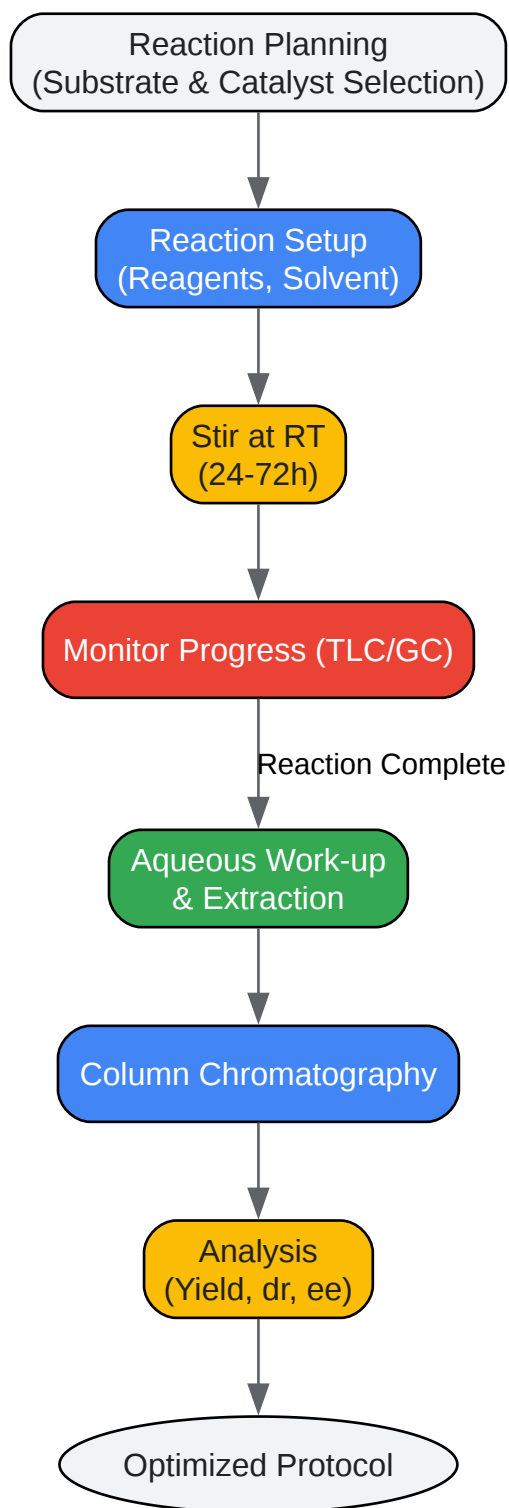 Reaction Planning
(Substrate & Catalyst Selection)
Reaction Setup
(Reagents, Solvent)
Stir at RT
(24-72h)
Monitor Progress (TLC/GC)
Reaction Complete
Aqueous Work-up
& Extraction
Column Chromatography
Analysis
(Yield, dr, ee)
Optimized Protocol